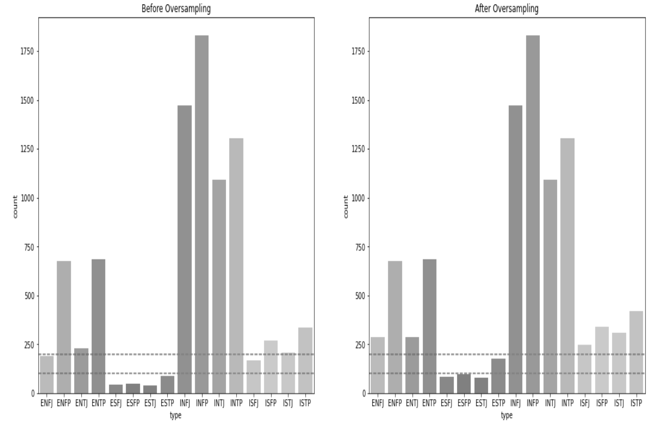 Before Oversampling
1750
1500
1250
1000
750
500
250
0
count
ENFJ ENFP ENTJ ENTP ESFJ ESFP ESTJ ESTP INFJ INFP INTJ INTP ISFJ ISFP ISTJ ISTP
type
After Oversampling
1750
1500
1250
1000
750
500
250
0
count
ENFJ ENFP ENTJ ENTP ESFJ ESFP ESTJ ESTP INFJ INFP INTJ INTP ISFJ ISFP ISTJ ISTP
type